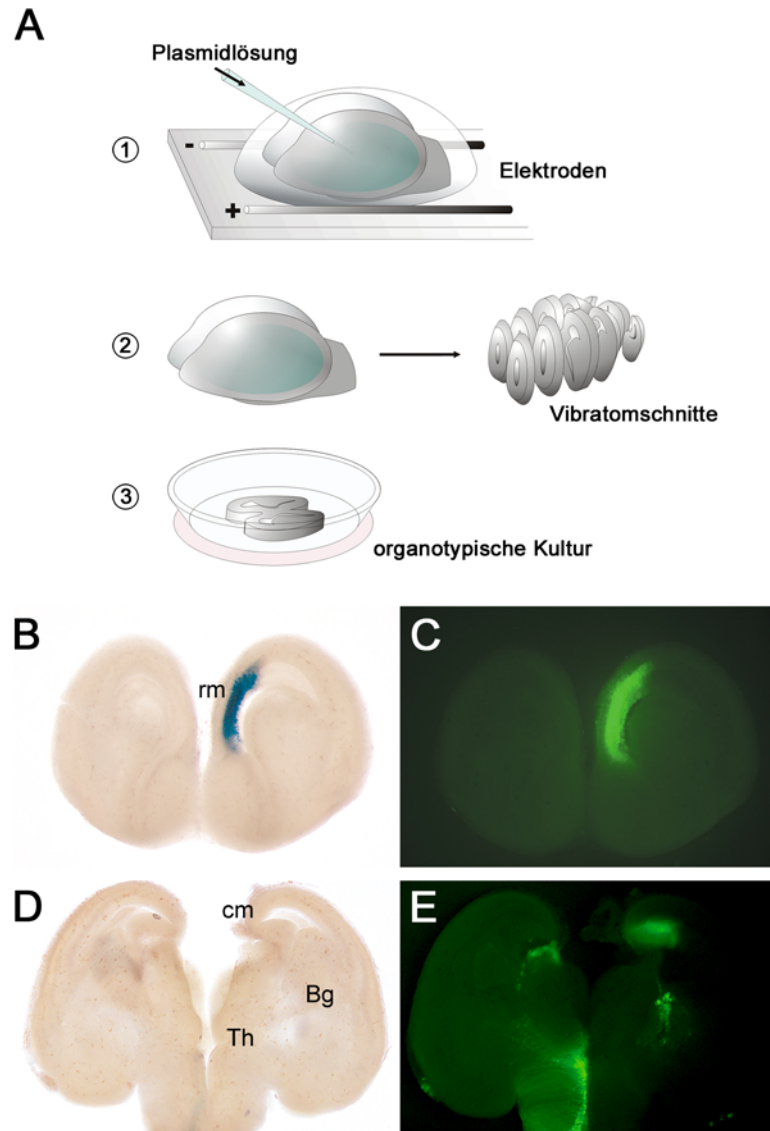 A
Plasmidlösung
1
-
Elektroden
+
2
Vibratomschnitte
3
organotypische Kultur
B
rm
C
D
cm
Bg
Th
E